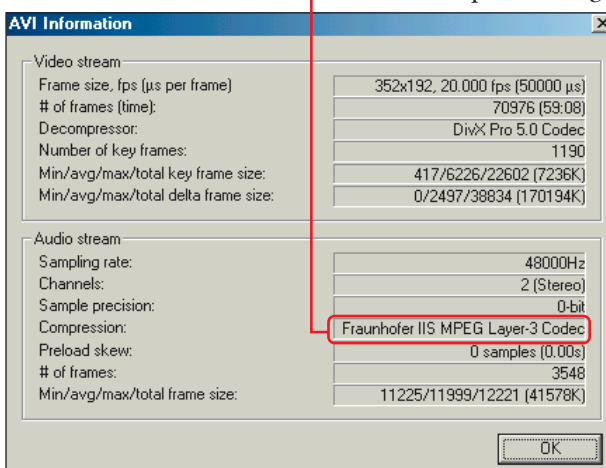 AVI Information
Video stream
Frame size, fps (µs per frame) 352x192, 20.000 fps (50000 µs)
# of frames (time): 70976 (59:08)
Decompressor: DivX Pro 5.0 Codec
Number of key frames: 1190
Min/avg/max/total key frame size: 417/6226/22602 (7236K)
Min/avg/max/total delta frame size: 0/2497/38834 (170194K)
Audio stream
Sampling rate: 48000Hz
Channels: 2 (Stereo)
Sample precision: 0-bit
Compression: Fraunhofer IIS MPEG Layer-3 Codec
Preload skew: 0 samples (0.00s)
# of frames: 3548
Min/avg/max/total frame size: 11225/11999/12221 (41578K)
OK